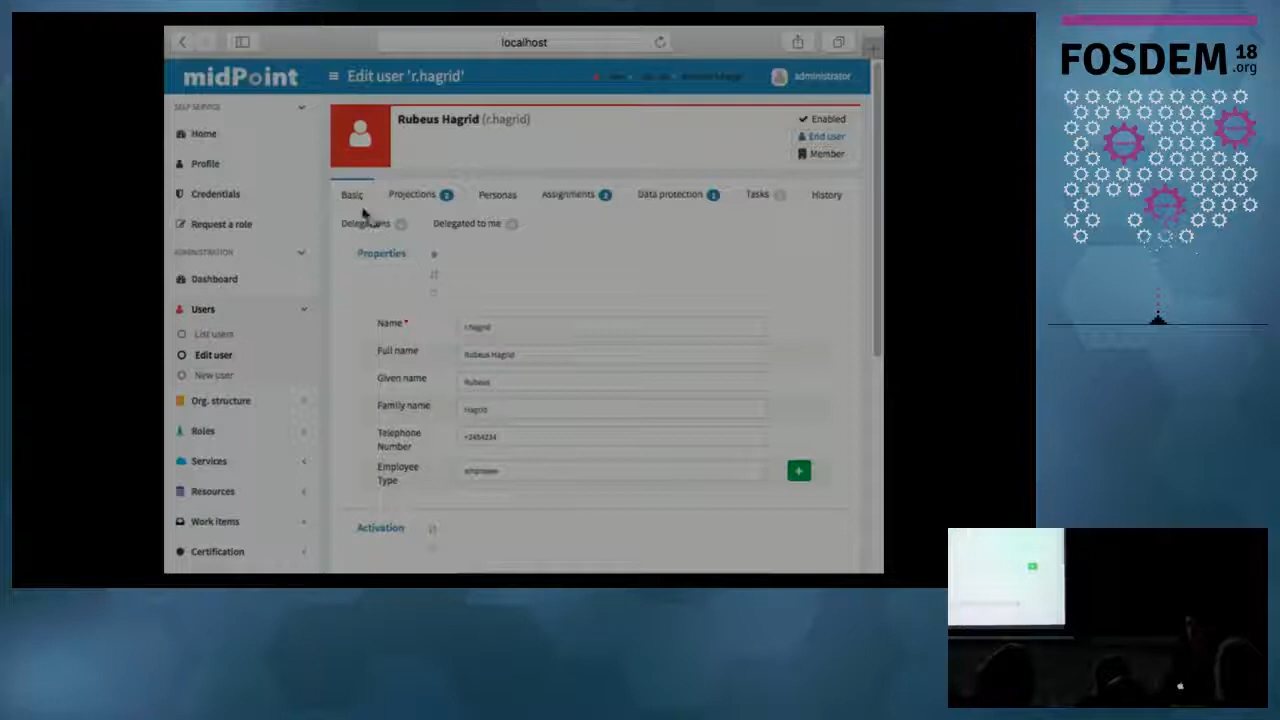 localhost
midPoint
Edit user 'r.hagrid'
administrator
SELF SERVICE
Home
Profile
Credentials
Request a role
ADMINISTRATION
Dashboard
Users
List users
Edit user
New user
Org. structure
Roles
Services
Resources
Work items
Certification
Rubeus Hagrid (r.hagrid)
Enabled
End user
Member
Basic
Projections
Personas
Assignments
Data protection
Tasks
History
Delegations
Delegated to me
Properties
Name *
r.hagrid
Full name
Rubeus Hagrid
Given name
Rubeus
Family name
Hagrid
Telephone
Number
+2454234
Employee
Type
employee
Activation
FOSDEM 18
.org